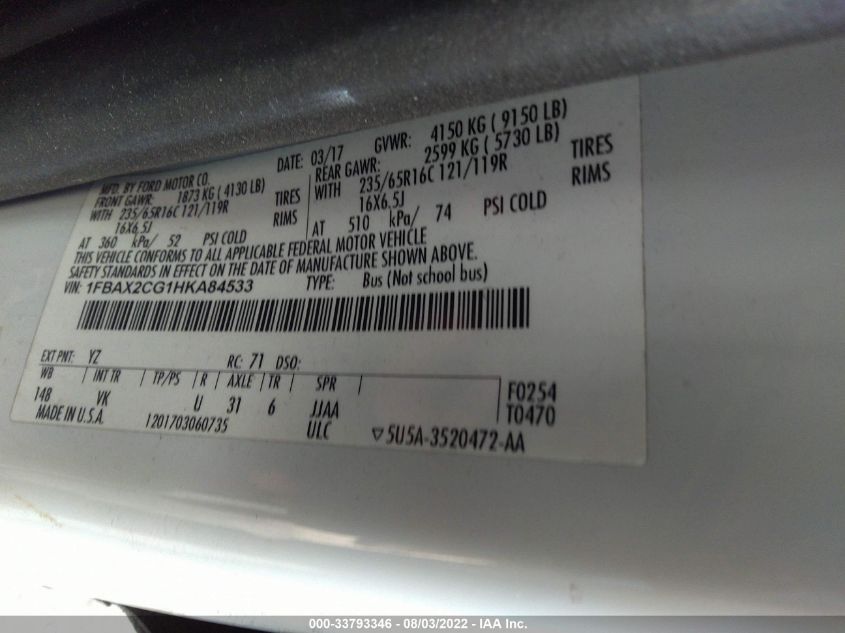 MFD. BY FORD MOTOR CO.
DATE: 03/17
GVWR: 4150 KG ( 9150 LB)
FRONT GAWR: 1873 KG ( 4130 LB)
REAR GAWR: 2599 KG ( 5730 LB)
WITH 235/65R16C 121/119R TIRES
WITH 235/65R16C 121/119R TIRES
16X6.5J RIMS
16X6.5J RIMS
AT 360 kPa/ 52 PSI COLD
AT 510 kPa/ 74 PSI COLD
THIS VEHICLE CONFORMS TO ALL APPLICABLE FEDERAL MOTOR VEHICLE
SAFETY STANDARDS IN EFFECT ON THE DATE OF MANUFACTURE SHOWN ABOVE.
VIN: 1FBAX2CG1HKA84533 TYPE: Bus (Not school bus)
EXT PNT: YZ RC: 71 DSO:
WB INT TR TP/PS R AXLE TR SPR
148 VK U 31 6 JJAA F0254
MADE IN U.S.A. 1201703060735 ULC T0470
▽5U5A-3520472-AA
000-33793346 - 08/03/2022 - IAA Inc.